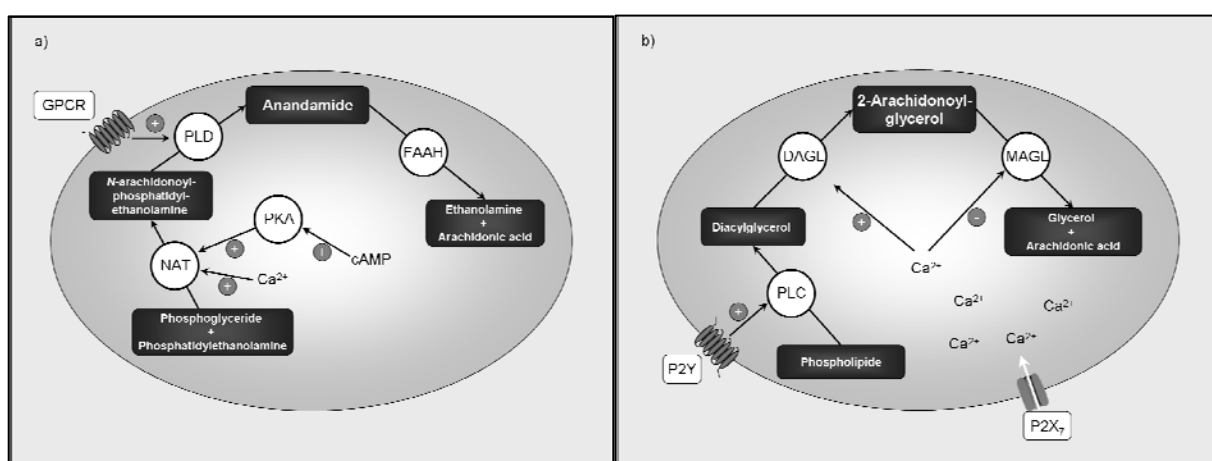 a)
GPCR
+
PLD
Anandamide
FAAH
N-arachidonoyl-
phosphatidyl-
ethanolamine
PKA
+
cAMP
Ethanolamine
+
Arachidonic acid
NAT
+
Ca²⁺
Phosphoglyceride
+
Phosphatidylethanolamine
b)
2-Arachidonoyl-
glycerol
DAGL
MAGL
Diacylglycerol
+
-
Glycerol
+
Arachidonic acid
Ca²⁺
PLC
+
P2Y
Phospholipide
Ca²⁺
Ca²⁺
Ca²⁺
Ca²⁺
P2X₇